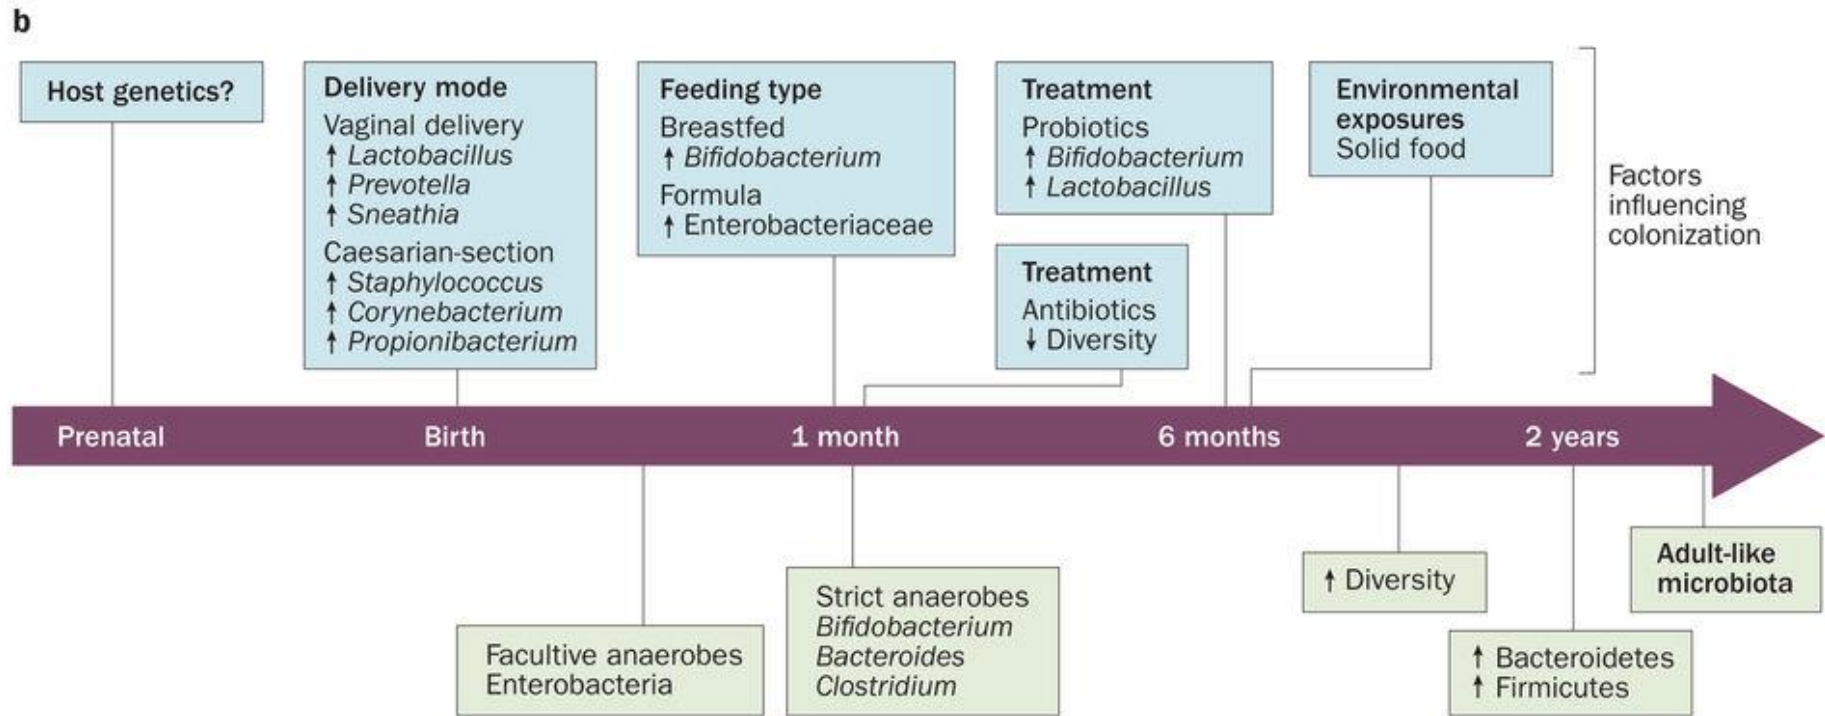 b
Host genetics?
Delivery mode
Vaginal delivery
↑ Lactobacillus
↑ Prevotella
↑ Sneathia
Caesarian-section
↑ Staphylococcus
↑ Corynebacterium
↑ Propionibacterium
Feeding type
Breastfed
↑ Bifidobacterium
Formula
↑ Enterobacteriaceae
Treatment
Probiotics
↑ Bifidobacterium
↑ Lactobacillus
Treatment
Antibiotics
↓ Diversity
Environmental
exposures
Solid food
Factors
influencing
colonization
Prenatal
Birth
1 month
6 months
2 years
Facultive anaerobes
Enterobacteria
Strict anaerobes
Bifidobacterium
Bacteroides
Clostridium
↑ Diversity
↑ Bacteroidetes
↑ Firmicutes
Adult-like
microbiota